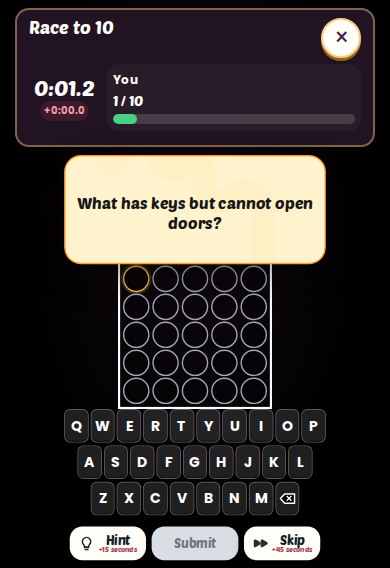 Race to 10
×
0:01.2
+0:00.0
You
1 / 10
What has keys but cannot open
doors?
Q W E R T Y U I O P
A S D F G H J K L
Z X C V B N M
Hint
+15 seconds
Submit
Skip
+45 seconds